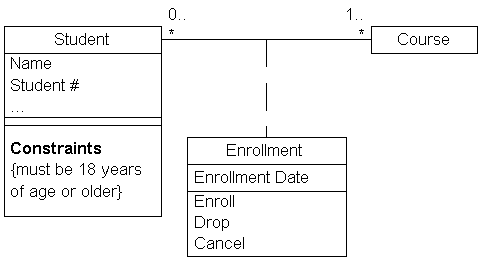 0..
*
1..
*
Student
Course
Name
Student #
...
Constraints
{must be 18 years
of age or older}
Enrollment
Enrollment Date
Enroll
Drop
Cancel